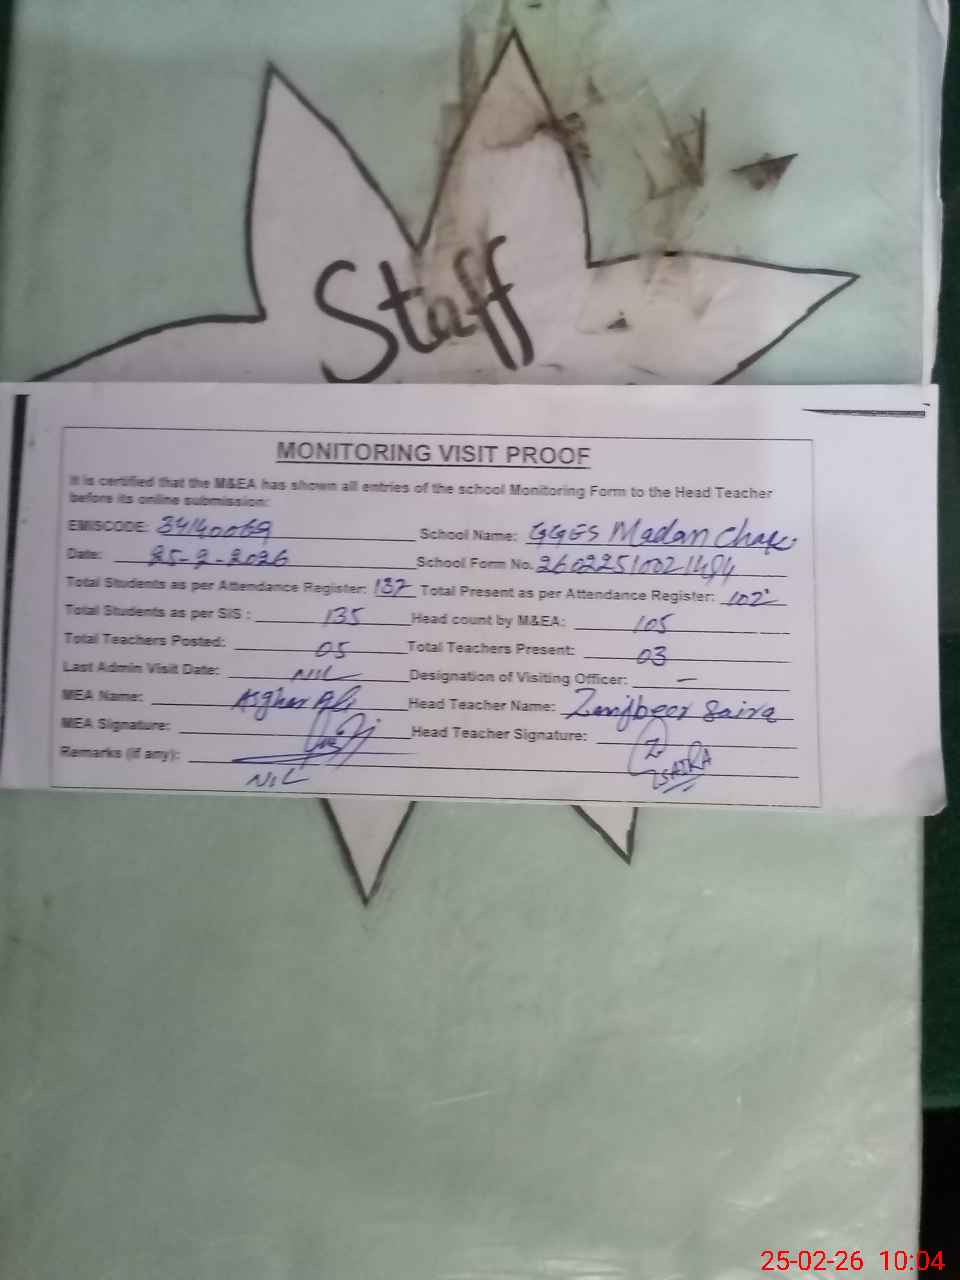 Staff
MONITORING VISIT PROOF
It is certified that the M&EA has shown all entries of the school Monitoring Form to the Head Teacher
before its online submission:
EMISCODE: 34140069 School Name: GGES Madan Chak
Date: 25-2-2026 School Form No.
Total Students as per Attendance Register: 137 Total Present as per Attendance Register: 102
Total Students as per SIS : 135 Head count by M&EA: 105
Total Teachers Posted: 05 Total Teachers Present: 03
Last Admin Visit Date: NIL Designation of Visiting Officer: –
MEA Name: Asghar Ali Head Teacher Name: Zanjbeer Saira
MEA Signature: Head Teacher Signature: SAIRA
Remarks (if any): NIL
25-02-26 10:04